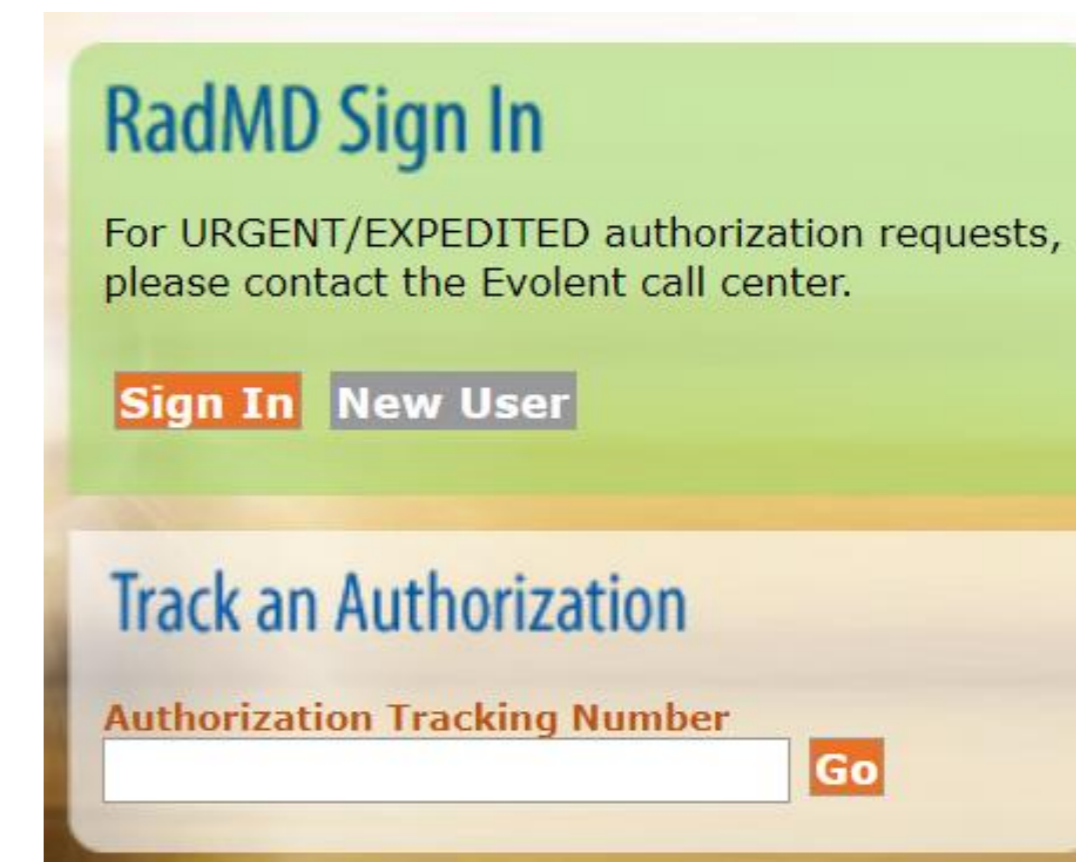 RadMD Sign In
For URGENT/EXPEDITED authorization requests,
please contact the Evolent call center.
Sign In New User
Track an Authorization
Authorization Tracking Number
Go